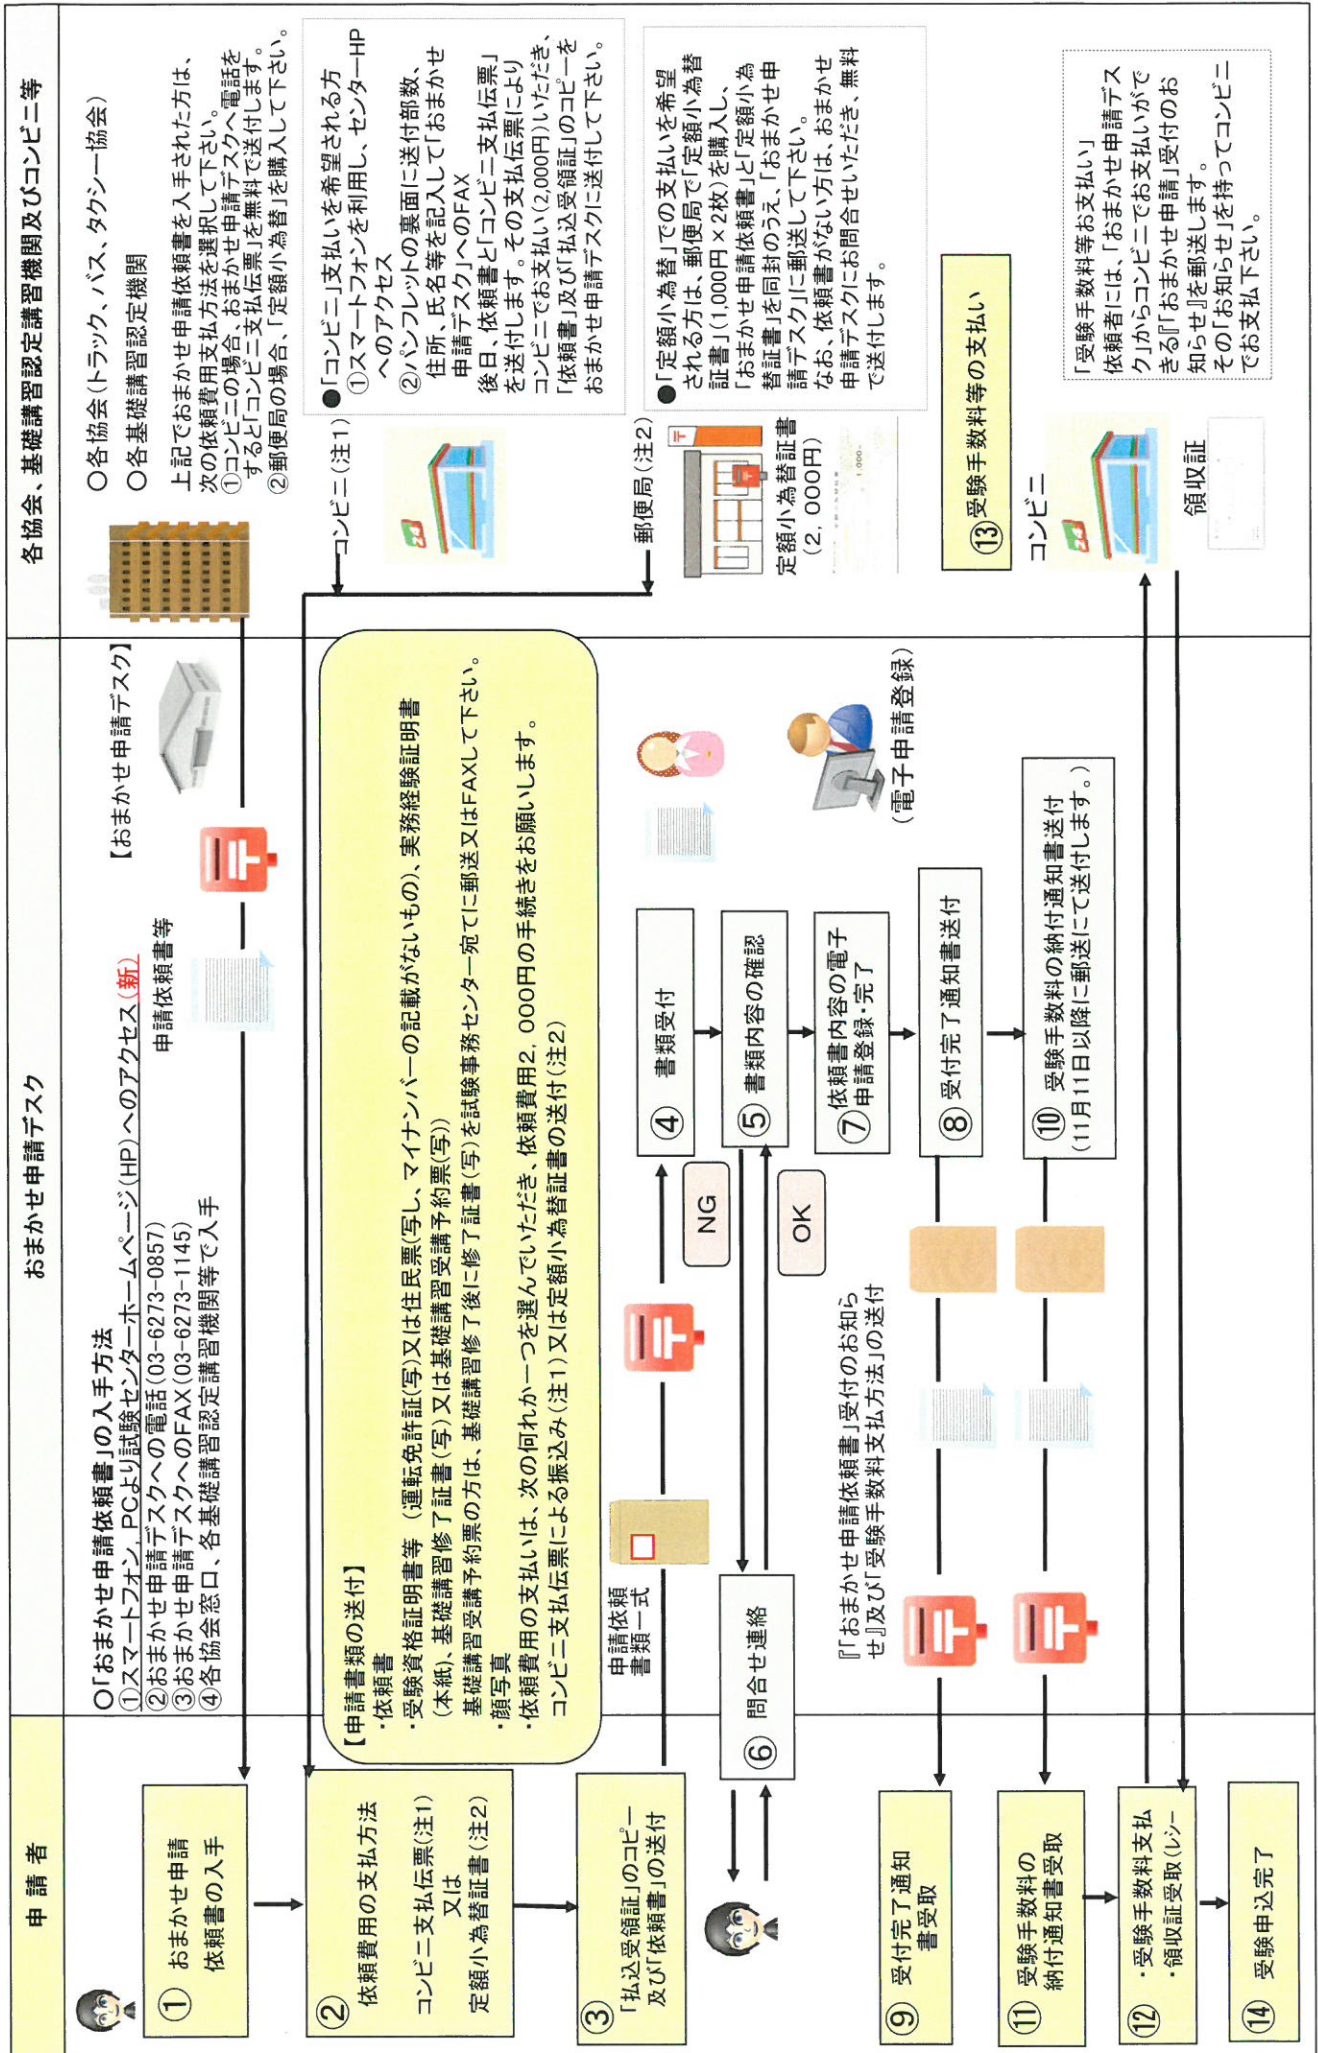 申 請 者
おまかせ申請デスク
各協会、基礎講習認定講習機関及びコンビニ等
① おまかせ申請
依頼書の入手
〇「おまかせ申請依頼書」の入手方法
①スマートフォン、PCより試験センターホームページ(HP)へのアクセス(新)
②おまかせ申請デスクへの電話(03-6273-0857)
③おまかせ申請デスクへのFAX(03-6273-1145)
④各協会窓口、各基礎講習認定講習機関等で入手
申請依頼書等
【おまかせ申請デスク】
〇各協会(トラック、バス、タクシー協会)
〇各基礎講習認定機関
上記でおまかせ申請依頼書を入手された方は、
次の依頼費用支払方法を選択して下さい。
①コンビニの場合、おまかせ申請デスクへ電話を
すると「コンビニ支払伝票」を無料で送付します。
②郵便局の場合、「定額小為替」を購入して下さい。
②
依頼費用の支払方法
コンビニ支払伝票(注1)
又は
定額小為替証書(注2)
【申請書類の送付】
・依頼書
・受験資格証明書等 (運転免許証(写)又は住民票(写し、マイナンバーの記載がないもの)、実務経験証明書
(本紙)、基礎講習修了証書(写)又は基礎講習受講予約票(写))
基礎講習受講予約票の方は、基礎講習修了後に修了証書(写)を試験事務センター宛てに郵送又はFAXして下さい。
・顔写真
・依頼費用の支払いは、次の何れか一つを選んでいただき、依頼費用2,000円の手続きをお願いします。
コンビニ支払伝票による振込み(注1)又は定額小為替証書の送付(注2)
コンビニ(注1)
●「コンビニ」支払いを希望される方
①スマートフォンを利用し、センターHP
へのアクセス
②パンフレットの裏面に送付部数、
住所、氏名等を記入して「おまかせ
申請デスク」へのFAX
後日、依頼書と「コンビニ支払伝票」
を送付します。その支払伝票により
コンビニでお支払い(2,000円)いただき、
「依頼書」及び「払込受領証」のコピーを
おまかせ申請デスクに送付して下さい。
郵便局(注2)
定額小為替証書
(2,000円)
1,000
●「定額小為替」での支払いを希望
される方は、郵便局で「定額小為替
証書」(1,000円×2枚)を購入し、
「おまかせ申請依頼書」と「定額小為
替証書」を同封のうえ、「おまかせ申
請デスク」に郵送して下さい。
なお、依頼書がない方は、おまかせ
申請デスクにお問合せいただき、無料
で送付します。
③
「払込受領証」のコピー
及び「依頼書」の送付
申請依頼
書類一式
④ 書類受付
NG
⑤ 書類内容の確認
OK
⑥ 問合せ連絡
⑦ 依頼書内容の電子
申請登録・完了
(電子申請登録)
⑧ 受付完了通知書送付
『「おまかせ申請依頼書」受付のお知ら
せ』及び「受験手数料支払方法」の送付
⑨ 受付完了通知
書受取
⑩ 受験手数料の納付通知書送付
(11月11日以降に郵送にて送付します。)
⑪ 受験手数料の
納付通知書受取
⑫ ・受験手数料支払
・領収証受取(レシー
⑬受験手数料等の支払い
コンビニ
領収証
「受験手数料等お支払い」
依頼者には、「おまかせ申請デス
ク」からコンビニでお支払いがで
きる『「おまかせ申請」受付のお
知らせ』を郵送します。
その「お知らせ」を持ってコンビニ
でお支払下さい。
⑭ 受験申込完了